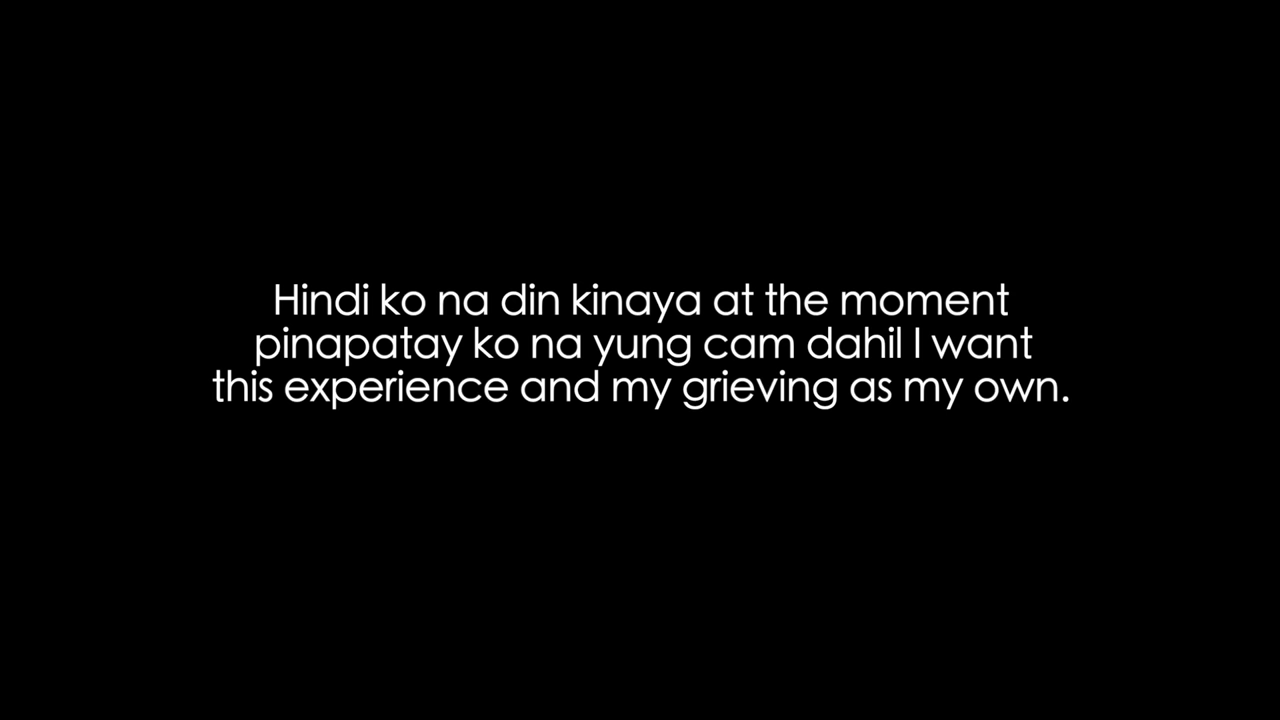 Hindi ko na din kinaya at the moment
pinapatay ko na yung cam dahil I want
this experience and my grieving as my own.